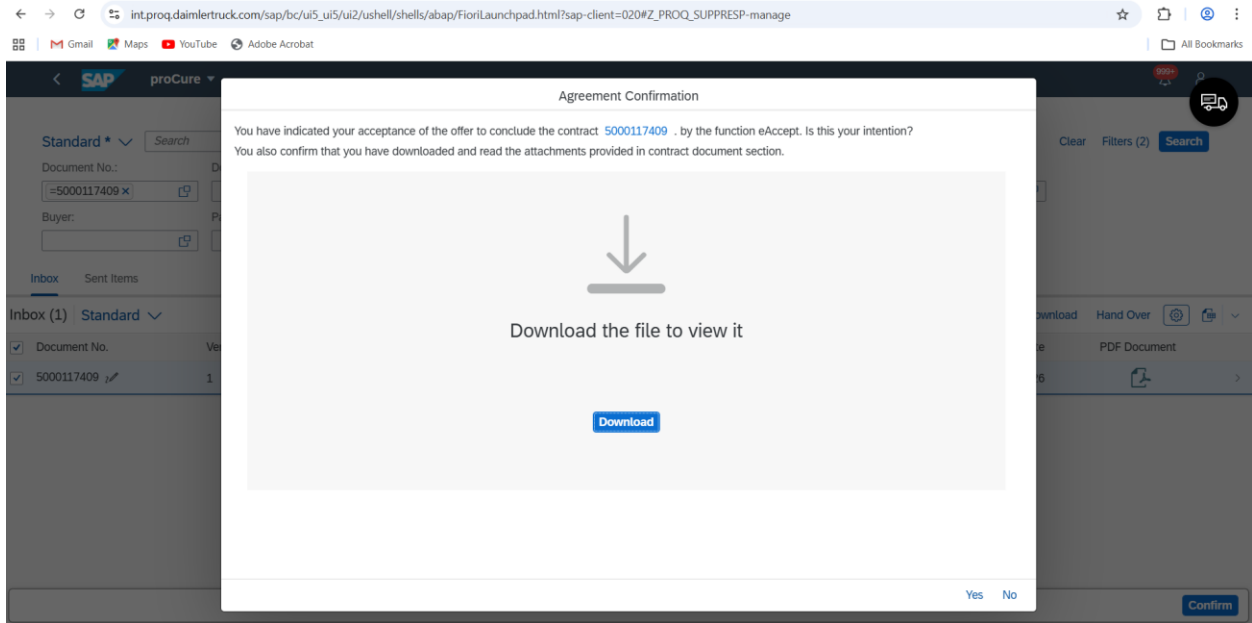 int.proq.daimlertruck.com/sap/bc/ui5_ui5/ui2/ushell/shells/abap/FioriLaunchpad.html?sap-client=020#Z_PROQ_SUPPRESP-manage
Gmail Maps YouTube Adobe Acrobat All Bookmarks
SAP proCure 999+
Agreement Confirmation
You have indicated your acceptance of the offer to conclude the contract 5000117409 . by the function eAccept. Is this your intention?
You also confirm that you have downloaded and read the attachments provided in contract document section.
Standard * Search Clear Filters (2) Search
Document No.:
=5000117409
Buyer:
Inbox Sent Items
Download the file to view it
Download
Inbox (1) Standard Hand Over
Document No. PDF Document
5000117409 1
Yes No
Confirm